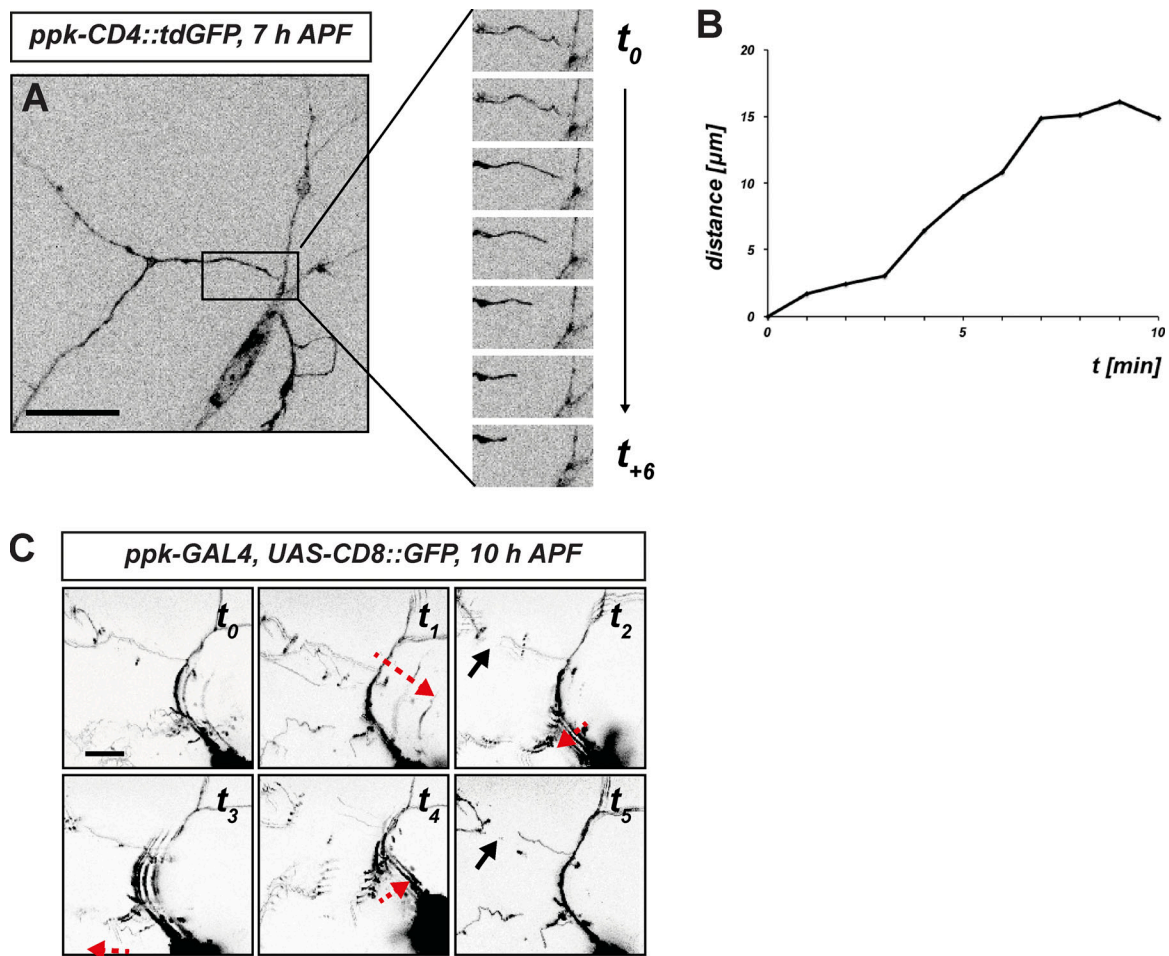 ppk-CD4::tdGFP, 7 h APF
A
t0
t+6
B
20
15
10
5
0
distance [µm]
0 5 10
t [min]
C
ppk-GAL4, UAS-CD8::GFP, 10 h APF
t0 t1 t2
t3 t4 t5